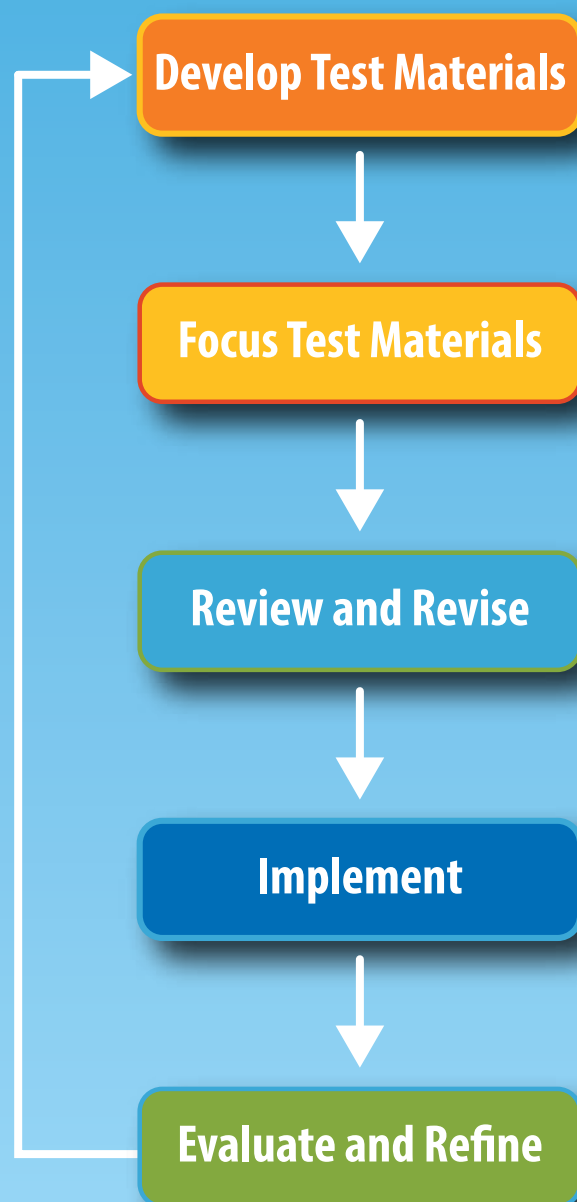 Develop Test Materials
Focus Test Materials
Review and Revise
Implement
Evaluate and Refine